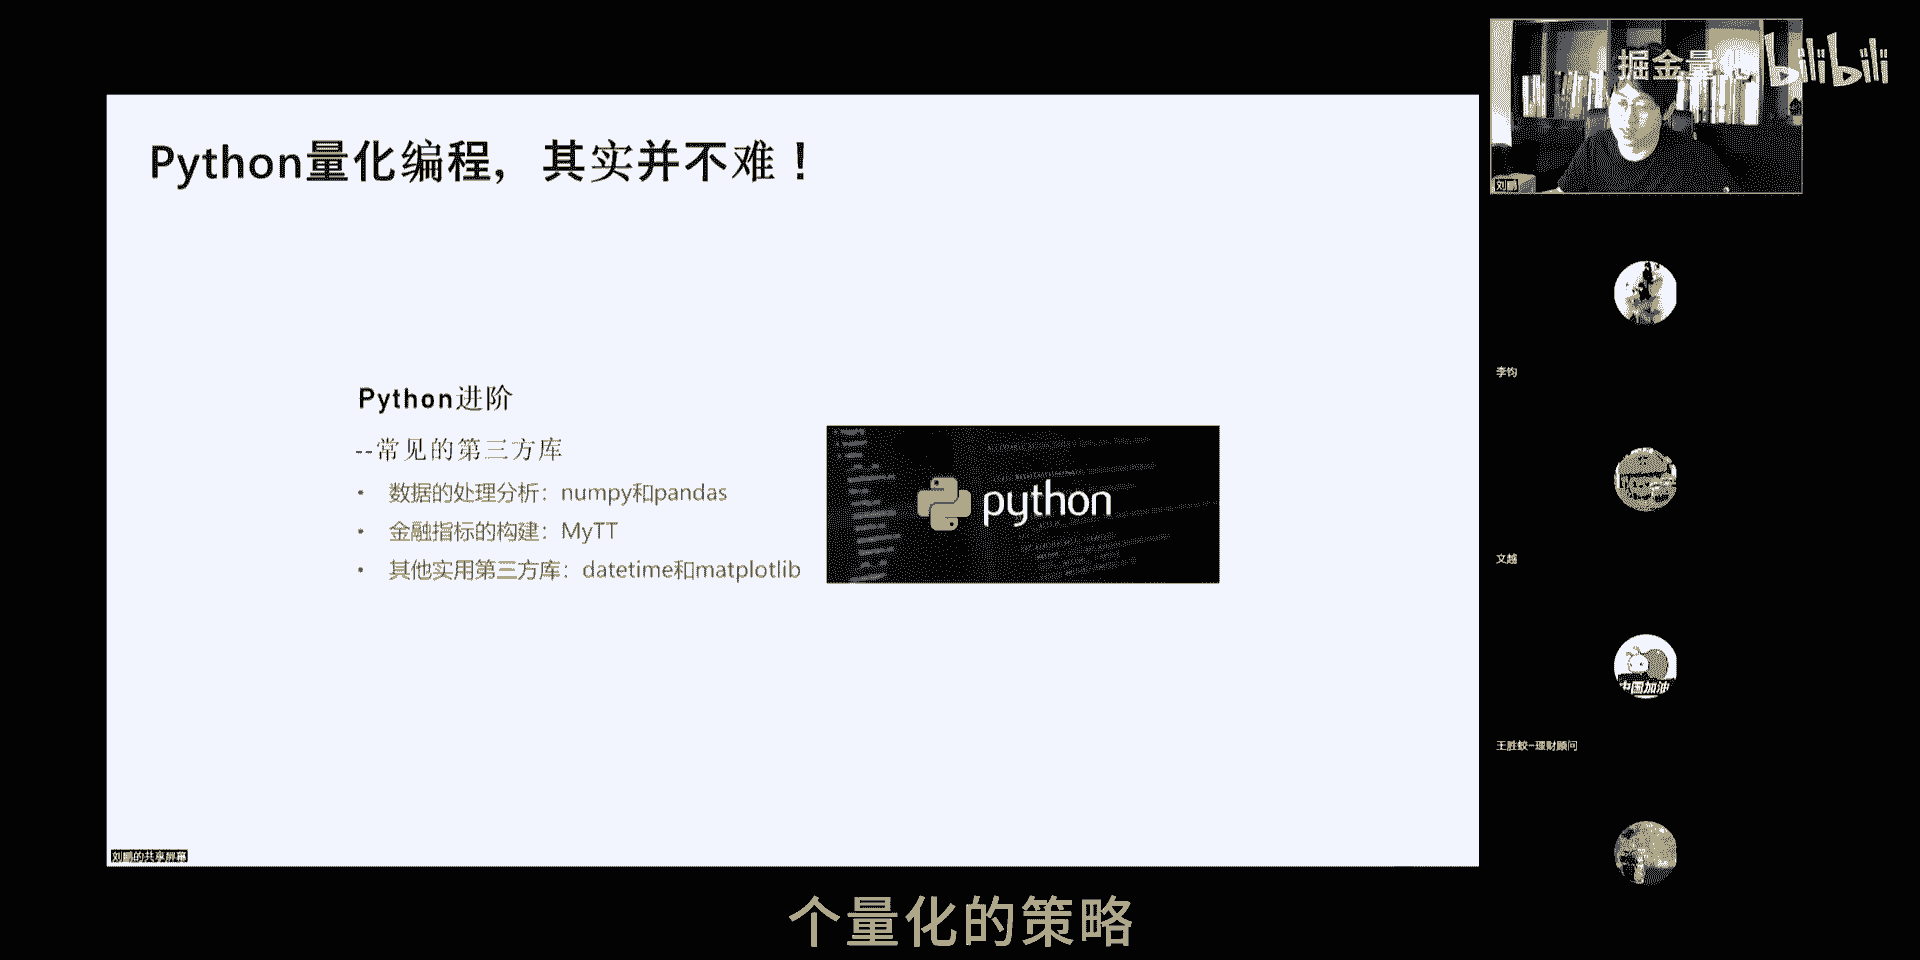 掘金量化 bilibili
刘鹏
Python量化编程，其实并不难！
Python进阶
--常见的第三方库
• 数据的处理分析：numpy和pandas
• 金融指标的构建：MyTT
• 其他实用第三方库：datetime和matplotlib
python
李钧
文越
中国加油
王胜蛟-理财顾问
刘鹏的共享屏幕
个量化的策略